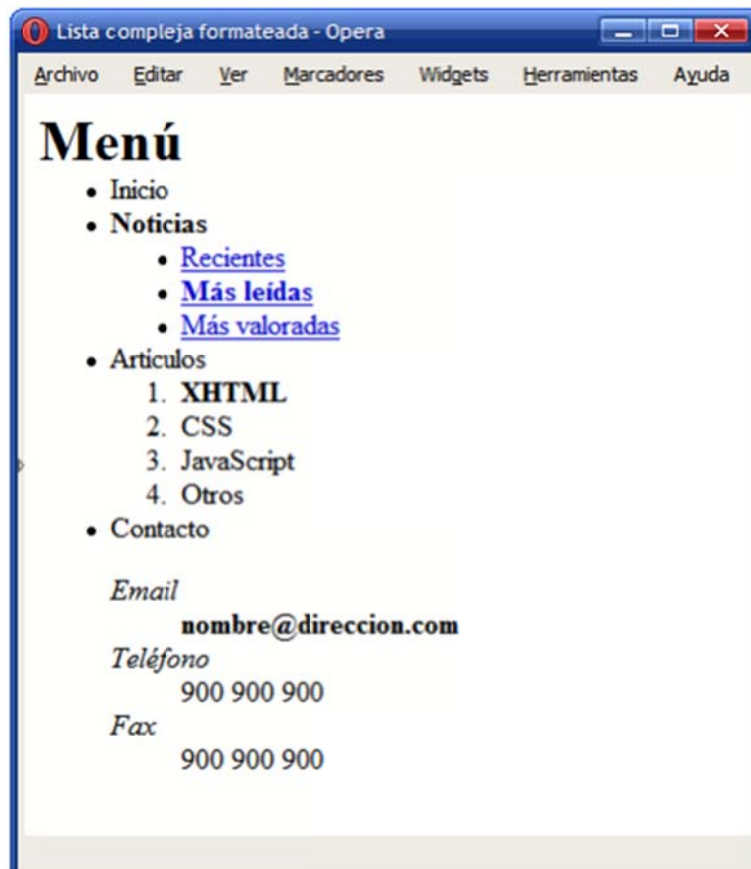 Lista compleja formateada - Opera
Archivo Editar Ver Marcadores Widgets Herramientas Ayuda
Menú
• Inicio
• Noticias
• Recientes
• Más leídas
• Más valoradas
• Artículos
1. XHTML
2. CSS
3. JavaScript
4. Otros
• Contacto
Email
nombre@direccion.com
Teléfono
900 900 900
Fax
900 900 900